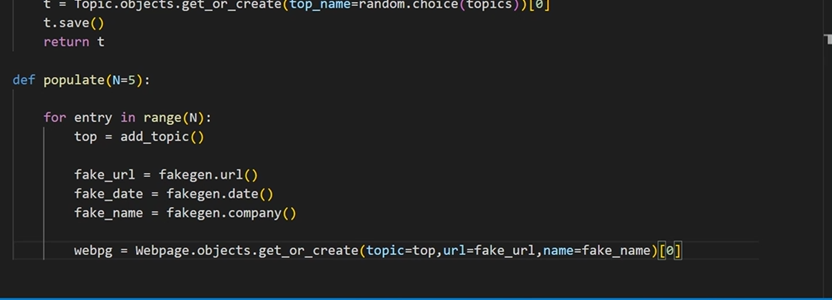 t = Topic.objects.get_or_create(top_name=random.choice(topics))[0]
t.save()
return t
def populate(N=5):
for entry in range(N):
top = add_topic()
fake_url = fakegen.url()
fake_date = fakegen.date()
fake_name = fakegen.company()
webpg = Webpage.objects.get_or_create(topic=top,url=fake_url,name=fake_name)[0]